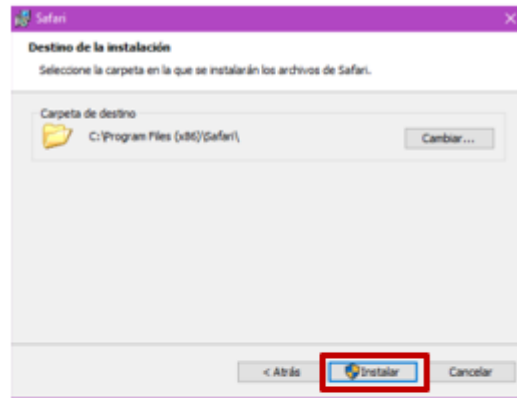 Safari
Destino de la instalación
Seleccione la carpeta en la que se instalarán los archivos de Safari.
Carpeta de destino
C:\Program Files (x86)\Safari\
Cambiar...
< Atrás
Instalar
Cancelar